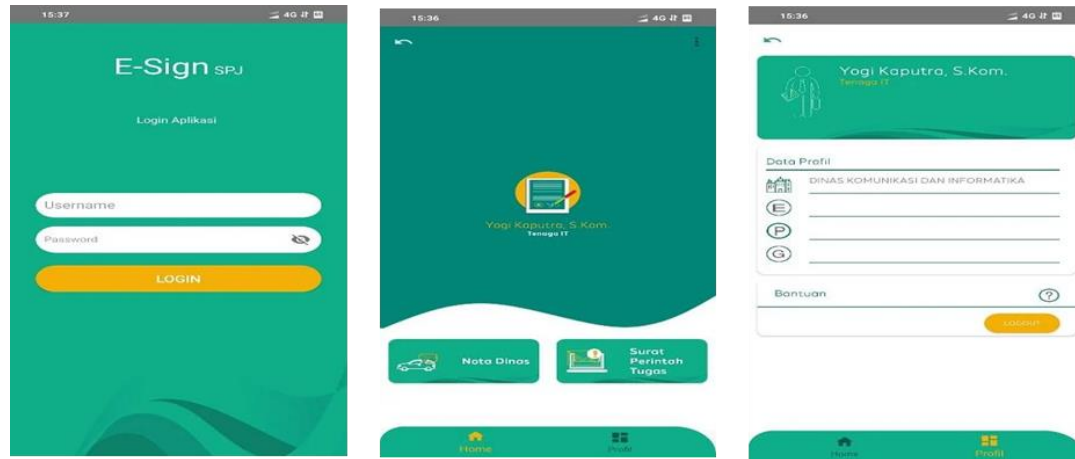 15:37
4G
E-Sign SPJ
Login Aplikasi
Username
Password
LOGIN
15:36
4G
Yogi Kaputra, S.Kom.
Tenaga IT
Nota Dinas
Surat
Perintah
Tugas
Home
Profil
15:36
4G
Yogi Kaputra, S.Kom.
Tenaga IT
Data Profil
DINAS KOMUNIKASI DAN INFORMATIKA
E
P
G
Bantuan
?
LOGOUT
Home
Profil